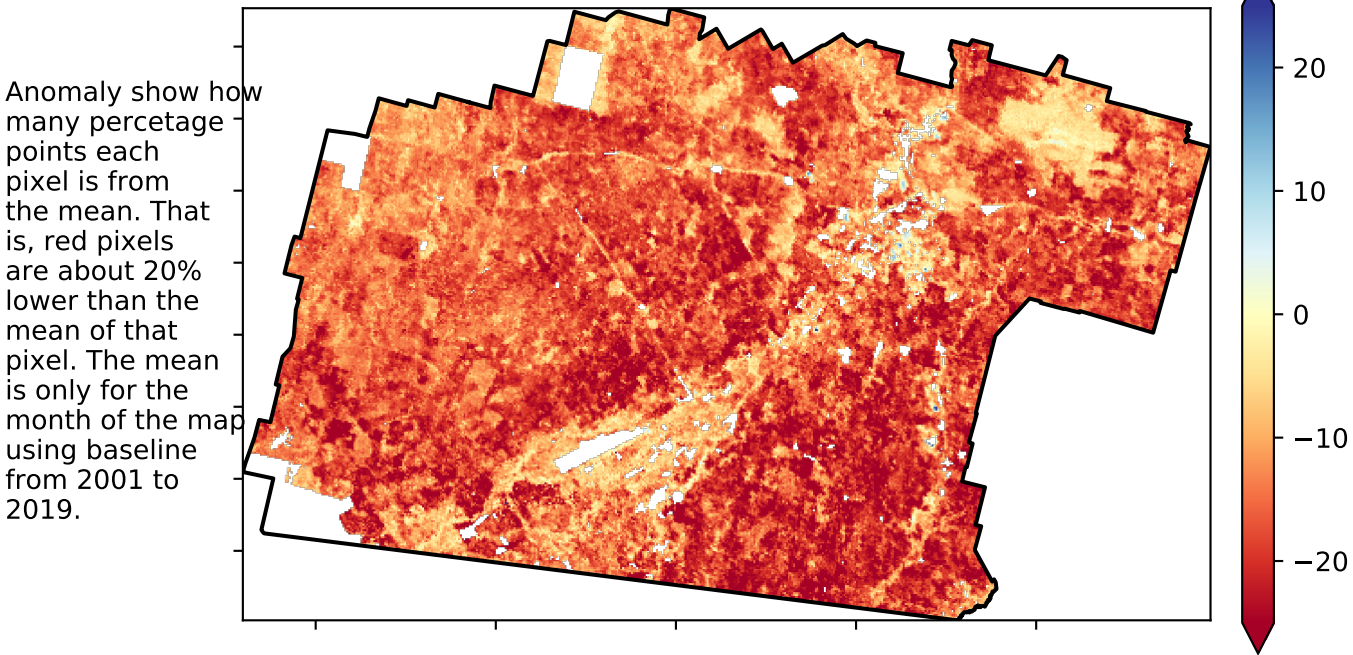 Anomaly show how
many percetage
points each
pixel is from
the mean. That
is, red pixels
are about 20%
lower than the
mean of that
pixel. The mean
is only for the
month of the map
using baseline
from 2001 to
2019.
20
10
0
−10
−20